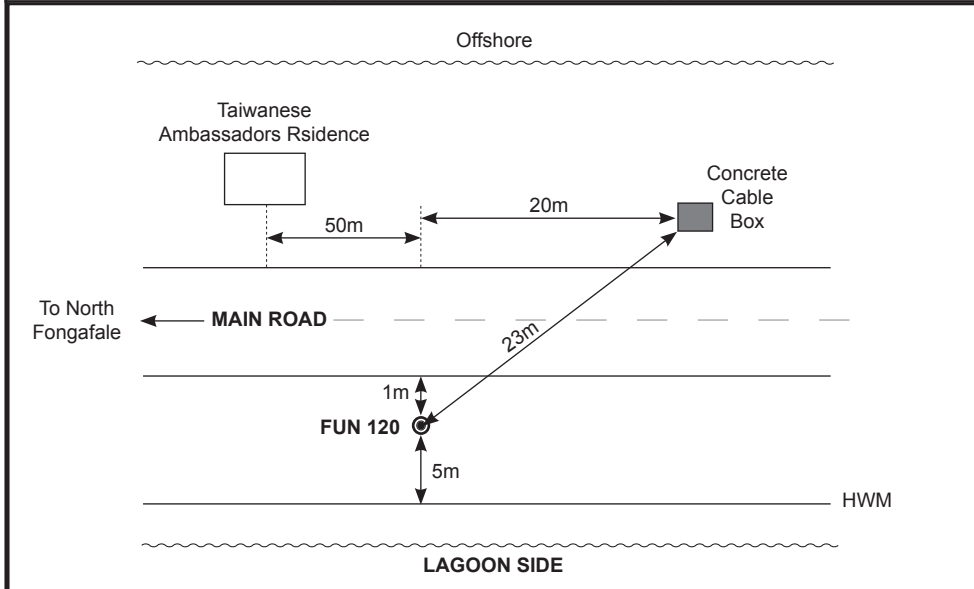 Offshore
Taiwanese
Ambassadors Rsidence
Concrete
Cable
Box
20m
50m
To North
Fongafale
MAIN ROAD
23m
1m
FUN 120
5m
HWM
LAGOON SIDE